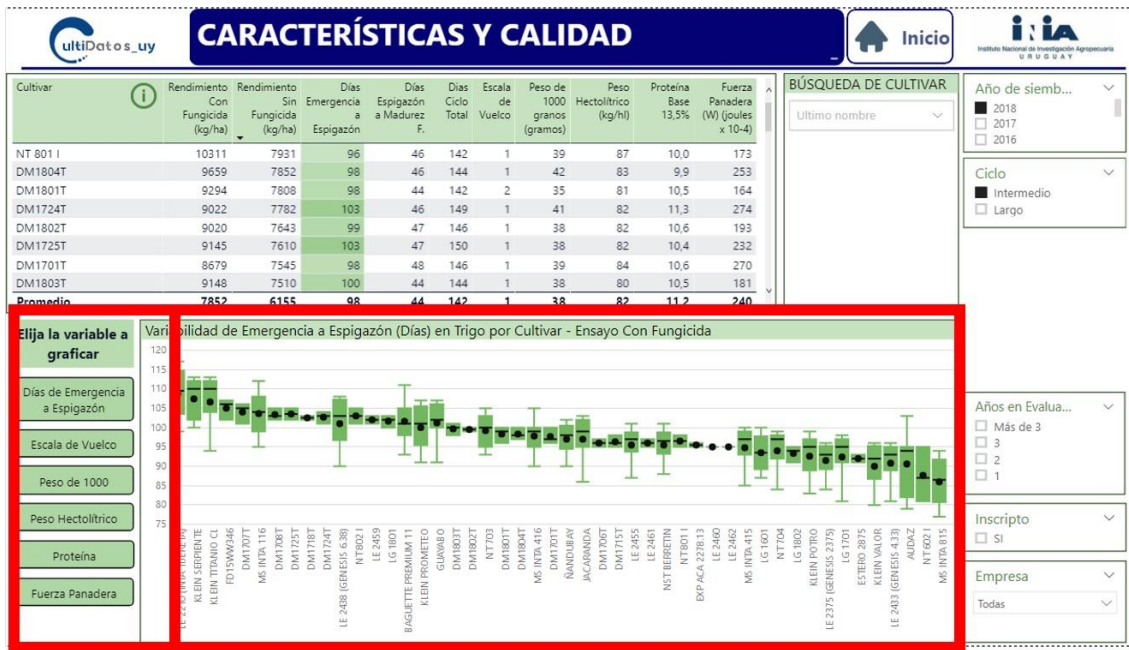 ultiDatos_uy
CARACTERÍSTICAS Y CALIDAD
Inicio
inia
Instituto Nacional de Investigación Agropecuaria
URUGUAY
Cultivar
Rendimiento Con Fungicida (kg/ha)
Rendimiento Sin Fungicida (kg/ha)
Días Emergencia a Espigazón
Días Espigazón a Madurez F.
Dias Ciclo Total
Escala de Vuelco
Peso de 1000 granos (gramos)
Peso Hectolítrico (kg/hl)
Proteína Base 13,5%
Fuerza Panadera (W) (joules x 10-4)
NT 801 I 10311 7931 96 46 142 1 39 87 10,0 173
DM1804T 9659 7852 98 46 144 1 42 83 9,9 253
DM1801T 9294 7808 98 44 142 2 35 81 10,5 164
DM1724T 9022 7782 103 46 149 1 41 82 11,3 274
DM1802T 9020 7643 99 47 146 1 38 82 10,6 193
DM1725T 9145 7610 103 47 150 1 38 82 10,4 232
DM1701T 8679 7545 98 48 146 1 39 84 10,6 270
DM1803T 9148 7510 100 44 144 1 38 80 10,5 181
Promedio 7852 6155 98 44 142 1 38 82 11,2 240
BÚSQUEDA DE CULTIVAR
Ultimo nombre
Año de siemb...
2018
2017
2016
Ciclo
Intermedio
Largo
Elija la variable a
graficar
Días de Emergencia
a Espigazón
Escala de Vuelco
Peso de 1000
Peso Hectolítrico
Proteína
Fuerza Panadera
Variabilidad de Emergencia a Espigazón (Días) en Trigo por Cultivar - Ensayo Con Fungicida
120
115
110
105
100
95
90
85
80
75
KLEIN SERPIENTE
KLEIN TITANIO CL
FD15WW346
DM1707T
MS INTA 116
DM1708T
DM1725T
DM1718T
DM1724T
LE 2438 (GENESIS 6.38)
NT802 I
LE 2459
LG 1801
BAGUETTE PREMIUM 11
KLEIN PROMETEO
GUAYABO
DM1803T
DM1802T
NT703
DM1801T
DM1804T
MS INTA 416
DM1701T
ÑANDUBAY
JACARANDA
DM1706T
DM1715T
LE 2455
LE 2461
NST BERRETIN
NT801 I
EXP ACA 2278.13
LE 2460
LE 2462
MS INTA 415
LG 1601
NT704
LG 1802
KLEIN POTRO
LE 2375 (GENESIS 2375)
LG 1701
ESTERO 2875
KLEIN VALOR
LE 2433 (GENESIS 4.33)
AUDAZ
NT 602 I
MS INTA 815
Años en Evalua...
Más de 3
3
2
1
Inscripto
SI
Empresa
Todas